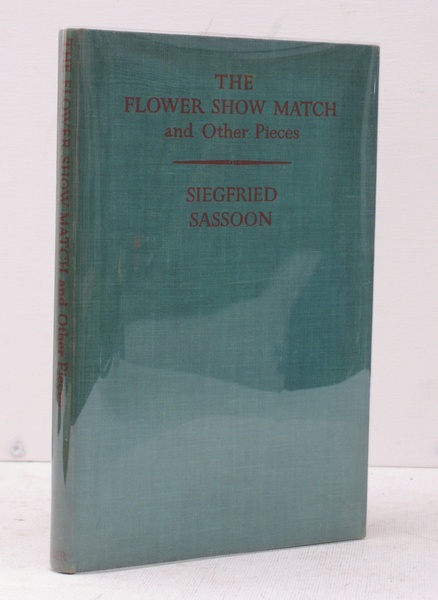 THE
FLOWER SHOW MATCH
and Other Pieces
SIEGFRIED
SASSOON
THE FLOWER SHOW MATCH and Other Pieces